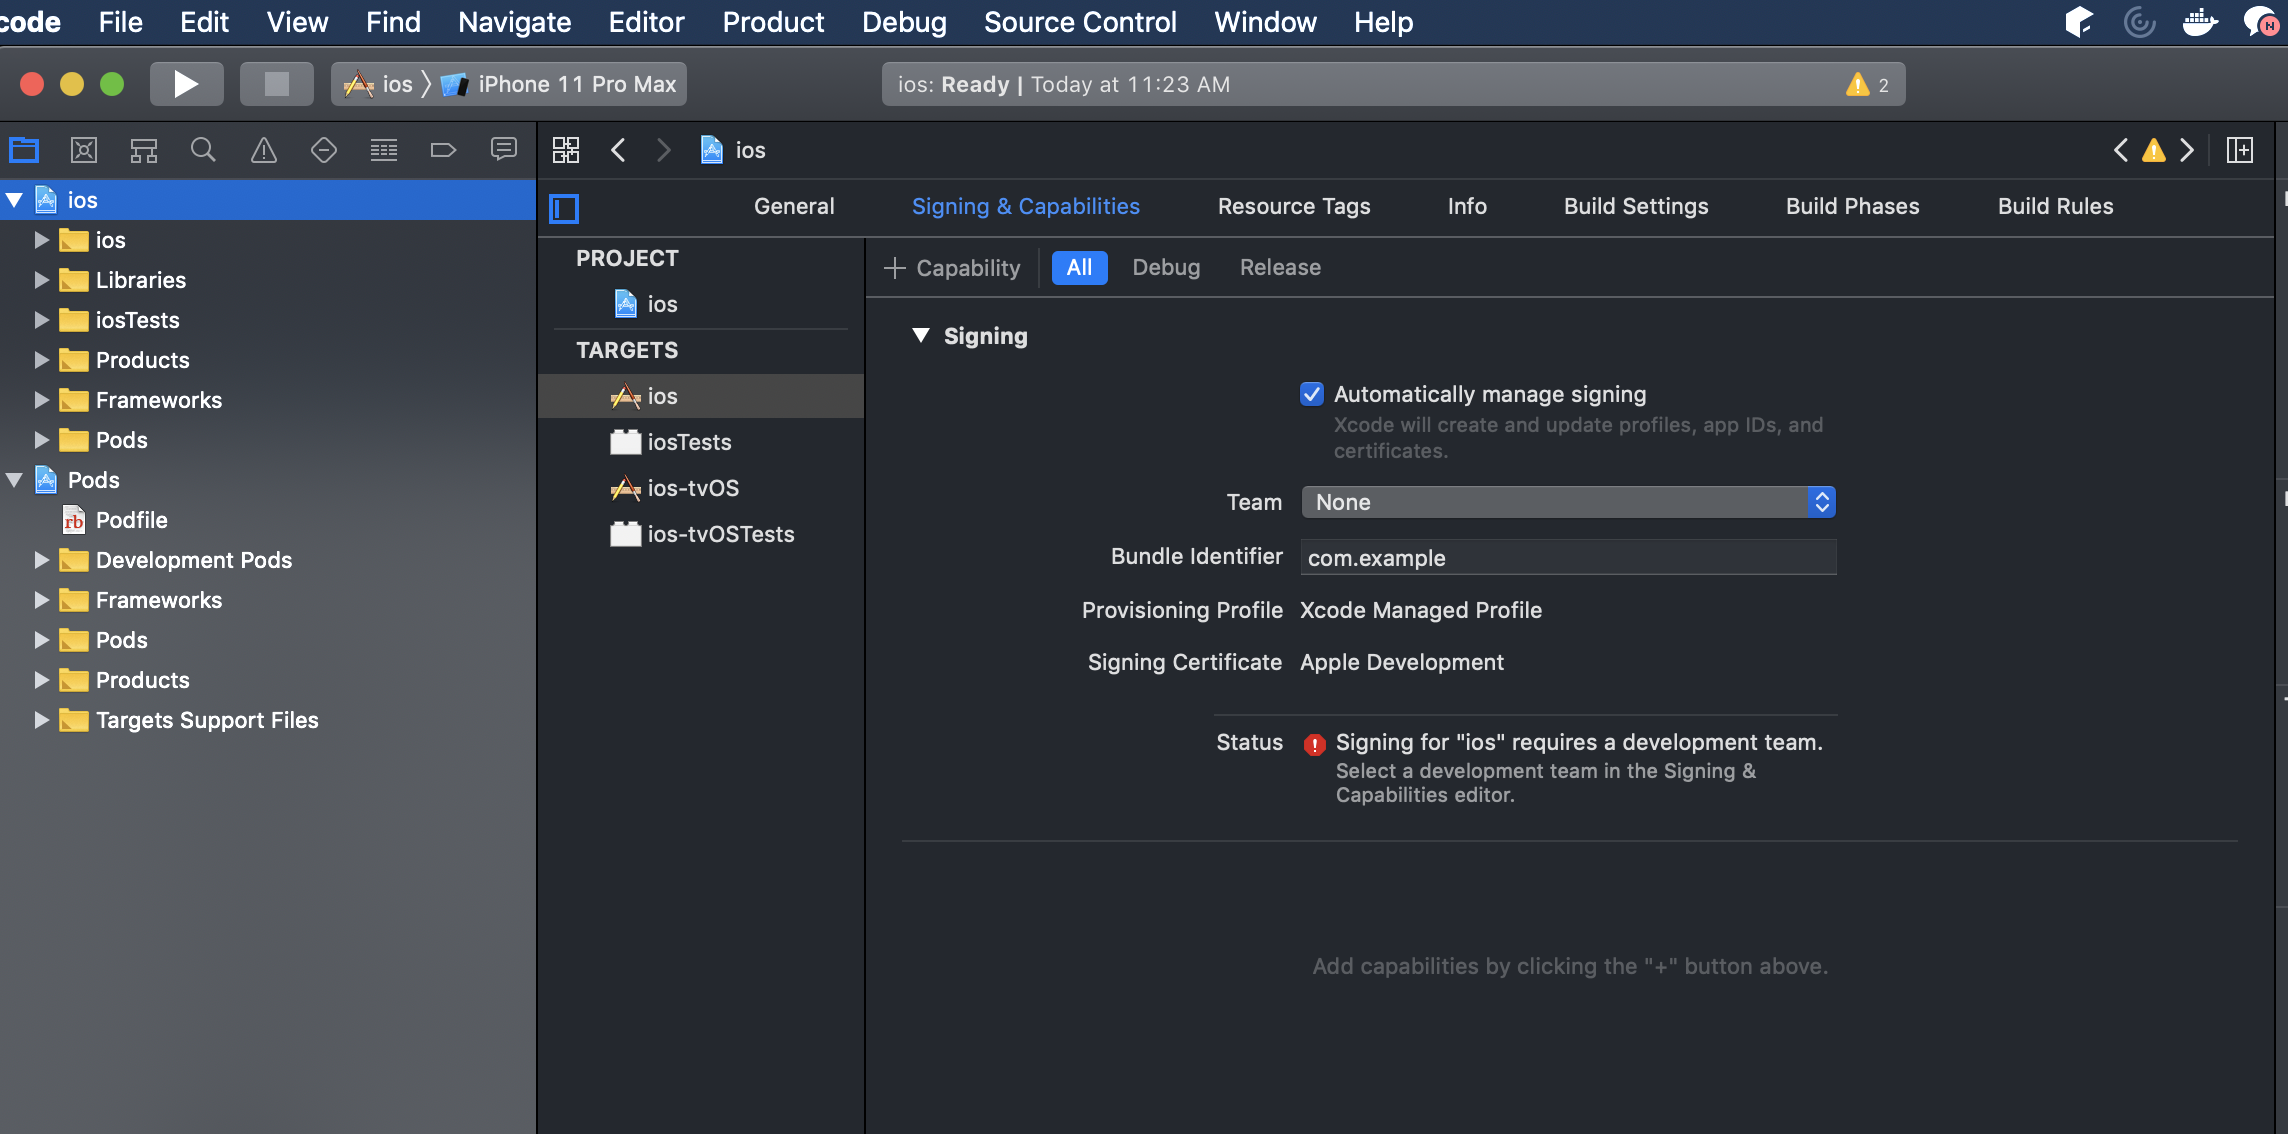 code File Edit View Find Navigate Editor Product Debug Source Control Window Help
N
ios iPhone 11 Pro Max
ios: Ready | Today at 11:23 AM
2
ios
General Signing & Capabilities Resource Tags Info Build Settings Build Phases Build Rules
ios
ios
Libraries
iosTests
Products
Frameworks
Pods
Pods
rb Podfile
Development Pods
Frameworks
Pods
Products
Targets Support Files
PROJECT
ios
TARGETS
ios
iosTests
ios-tvOS
ios-tvOSTests
+ Capability All Debug Release
Signing
Automatically manage signing
Xcode will create and update profiles, app IDs, and
certificates.
Team None
Bundle Identifier com.example
Provisioning Profile Xcode Managed Profile
Signing Certificate Apple Development
Status Signing for "ios" requires a development team.
Select a development team in the Signing &
Capabilities editor.
Add capabilities by clicking the "+" button above.